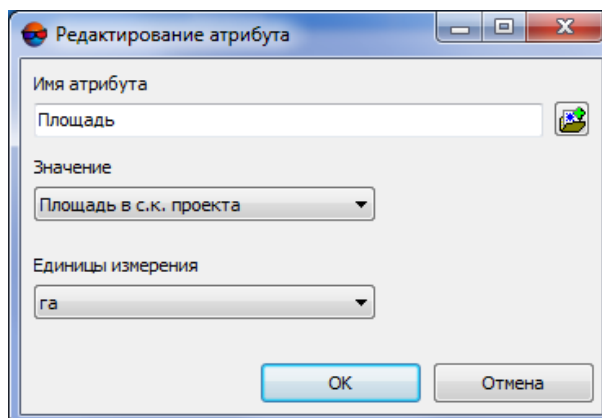 Редактирование атрибута
Имя атрибута
Площадь
Значение
Площадь в с.к. проекта
Единицы измерения
га
OK
Отмена